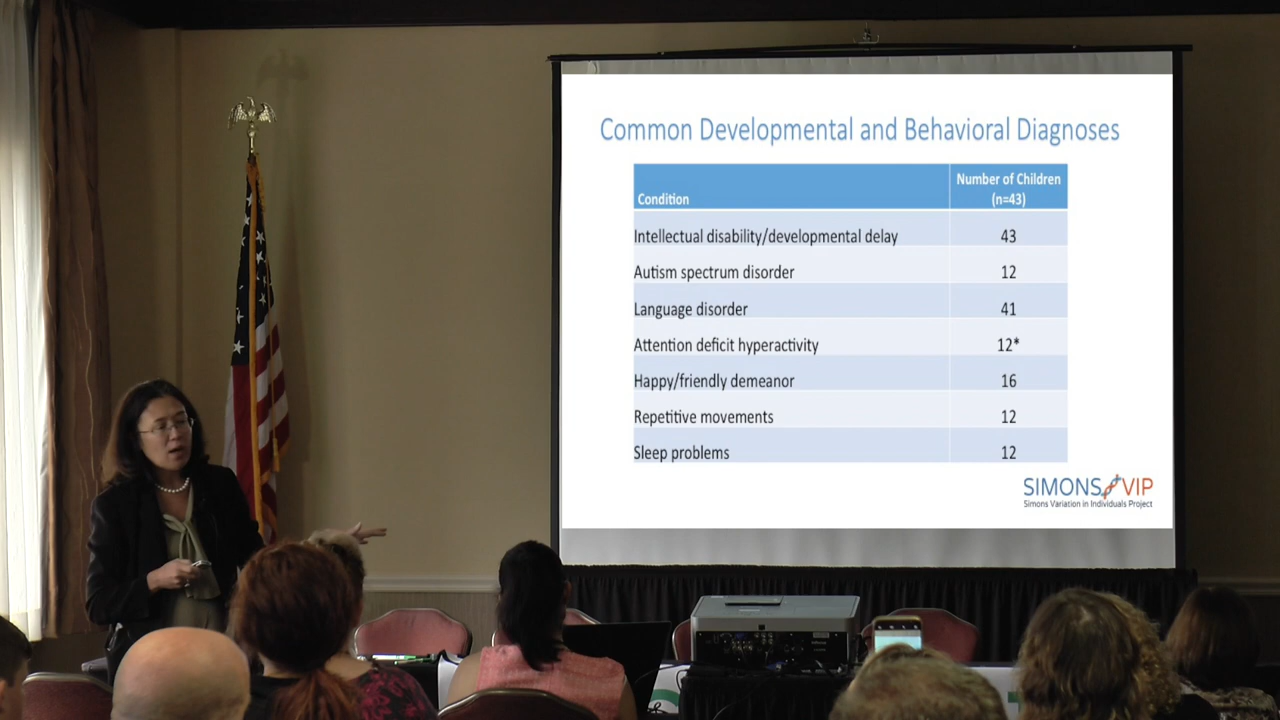 Common Developmental and Behavioral Diagnoses
Condition
Number of Children
(n=43)
Intellectual disability/developmental delay 43
Autism spectrum disorder 12
Language disorder 41
Attention deficit hyperactivity 12*
Happy/friendly demeanor 16
Repetitive movements 12
Sleep problems 12
SIMONS VIP
Simons Variation in Individuals Project